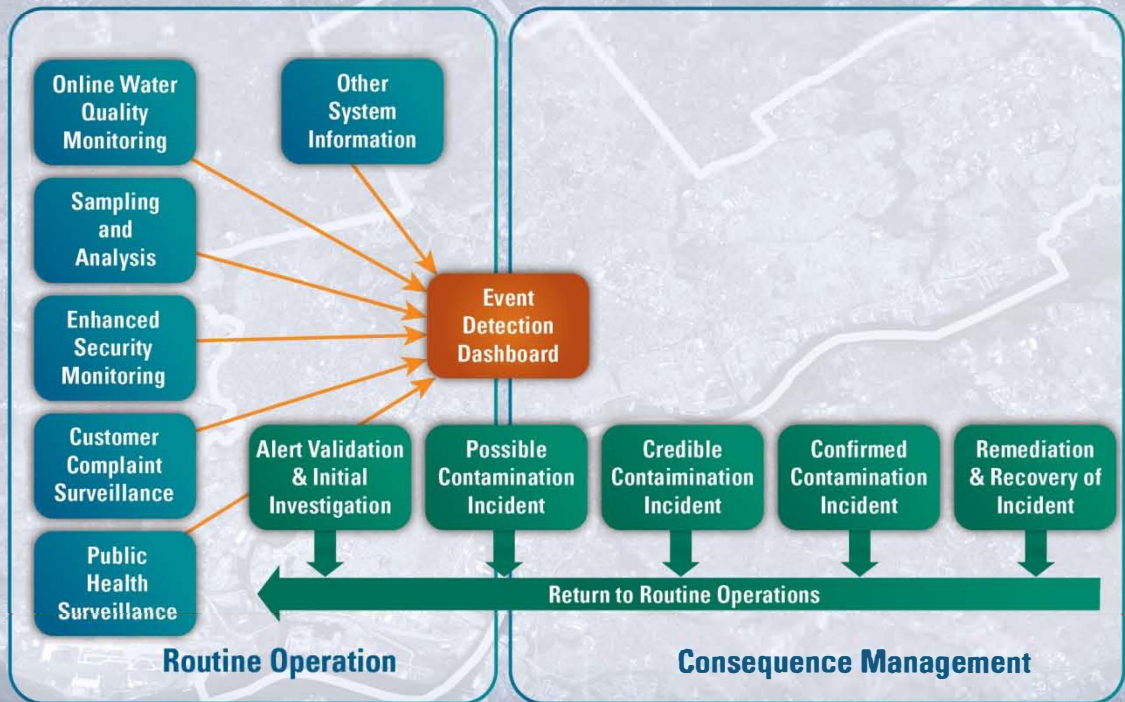 Online Water
Quality
Monitoring
Other
System
Information
Sampling
and
Analysis
Enhanced
Security
Monitoring
Event
Detection
Dashboard
Customer
Complaint
Surveillance
Public
Health
Surveillance
Alert Validation
& Initial
Investigation
Possible
Contamination
Incident
Credible
Contaimination
Incident
Confirmed
Contamination
Incident
Remediation
& Recovery of
Incident
Return to Routine Operations
Routine Operation
Consequence Management